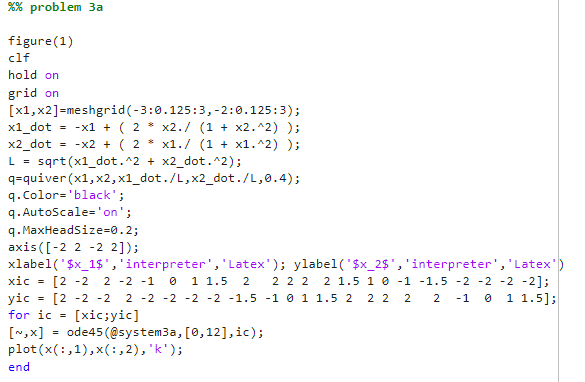 %% problem 3a
figure(1)
clf
hold on
grid on
[x1,x2]=meshgrid(-3:0.125:3,-2:0.125:3);
x1_dot = -x1 + ( 2 * x2./ (1 + x2.^2) );
x2_dot = -x2 + ( 2 * x1./ (1 + x1.^2) );
L = sqrt(x1_dot.^2 + x2_dot.^2);
q=quiver(x1,x2,x1_dot./L,x2_dot./L,0.4);
q.Color='black';
q.AutoScale='on';
q.MaxHeadSize=0.2;
axis([-2 2 -2 2]);
xlabel('$x_1$','interpreter','Latex'); ylabel('$x_2$','interpreter','Latex')
xic = [2 -2  2 -2 -1  0  1 1.5  2   2 2 2  2 1.5 1 0 -1 -1.5 -2 -2 -2 -2];
yic = [2 -2 -2  2 -2 -2 -2 -2 -1.5 -1 0 1 1.5 2 2 2  2   2  -1  0  1 1.5];
for ic = [xic;yic]
[~,x] = ode45(@system3a,[0,12],ic);
plot(x(:,1),x(:,2),'k');
end